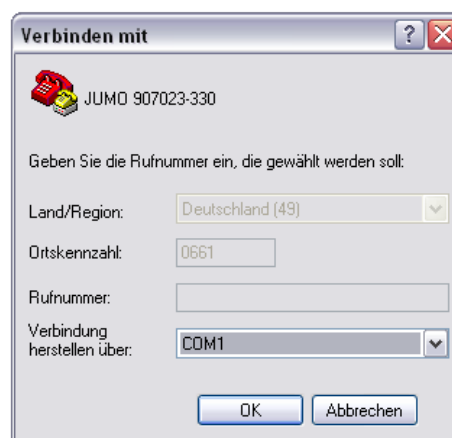 Verbinden mit
JUMO 907023-330
Geben Sie die Rufnummer ein, die gewählt werden soll:
Land/Region: Deutschland (49)
Ortskennzahl: 0661
Rufnummer:
Verbindung
herstellen über: COM1
OK Abbrechen